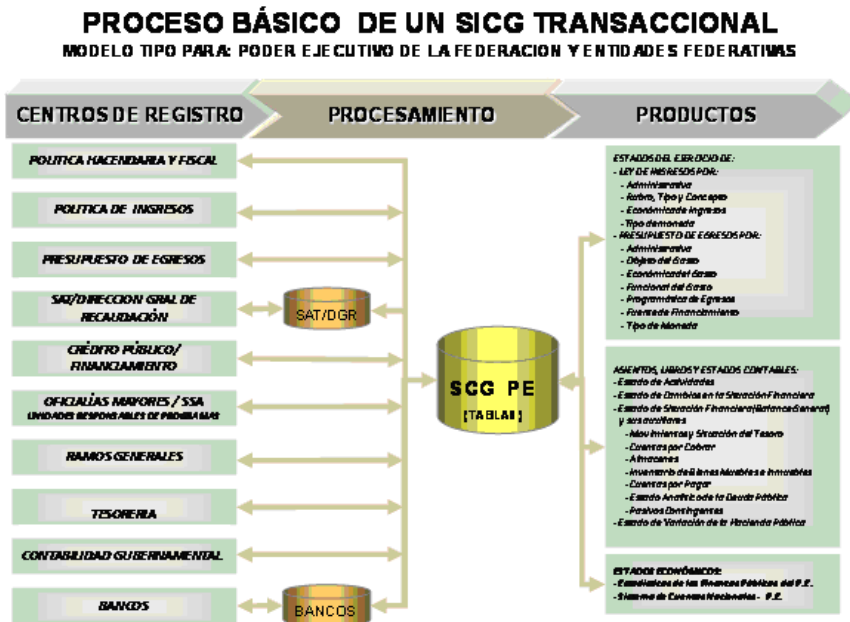 PROCESO BÁSICO DE UN SICG TRANSACCIONAL
MODELO TIPO PARA: PODER EJECUTIVO DE LA FEDERACION Y ENTIDADES FEDERATIVAS
CENTROS DE REGISTRO
PROCESAMIENTO
PRODUCTOS
POLITICA HACENDARIA Y FISCAL
POLITICA DE INGRESOS
PRESUPUESTO DE EGRESOS
SAT/DIRECCION GRAL DE
RECAUDACIÓN
CRÉDITO PÚBLICO/
FINANCIAMIENTO
OFICIALÍAS MAYORES / SSA
UNIDADES RESPONSABLES DE PROGRAMAS
RAMOS GENERALES
TESORERIA
CONTABILIDAD GUBERNAMENTAL
BANCOS
SAT/DGR
BANCOS
SCG PE
(TABLAS)
ESTADOS DEL EJERCICIO DE:
- LEY DE INGRESOS POR:
- Administrativa
- Rubro, Tipo y Concepto
- Económica de Ingresos
- Tipo de moneda
- PRESUPUESTO DE EGRESOS POR:
- Administrativa
- Objeto del Gasto
- Económica del Gasto
- Funcional del Gasto
- Programática de Egresos
- Fuente de Financiamiento
- Tipo de Moneda
ASIENTOS, LIBROS Y ESTADOS CONTABLES:
- Estado de Actividades
- Estado de Cambios en la Situación Financiera
- Estado de Situación Financiera (Balance General)
y sus auxiliares
- Movimientos y Situación del Tesoro
- Cuentas por Cobrar
- Almacenes
- Inventario de Bienes Muebles e Inmuebles
- Cuentas por Pagar
- Estado Analítico de la Deuda Pública
- Pasivos Contingentes
- Estado de Variación de la Hacienda Pública
ESTADOS ECONÓMICOS:
- Estadísticas de las Finanzas Públicas del P.E.
- Sistema de Cuentas Nacionales - P.E.